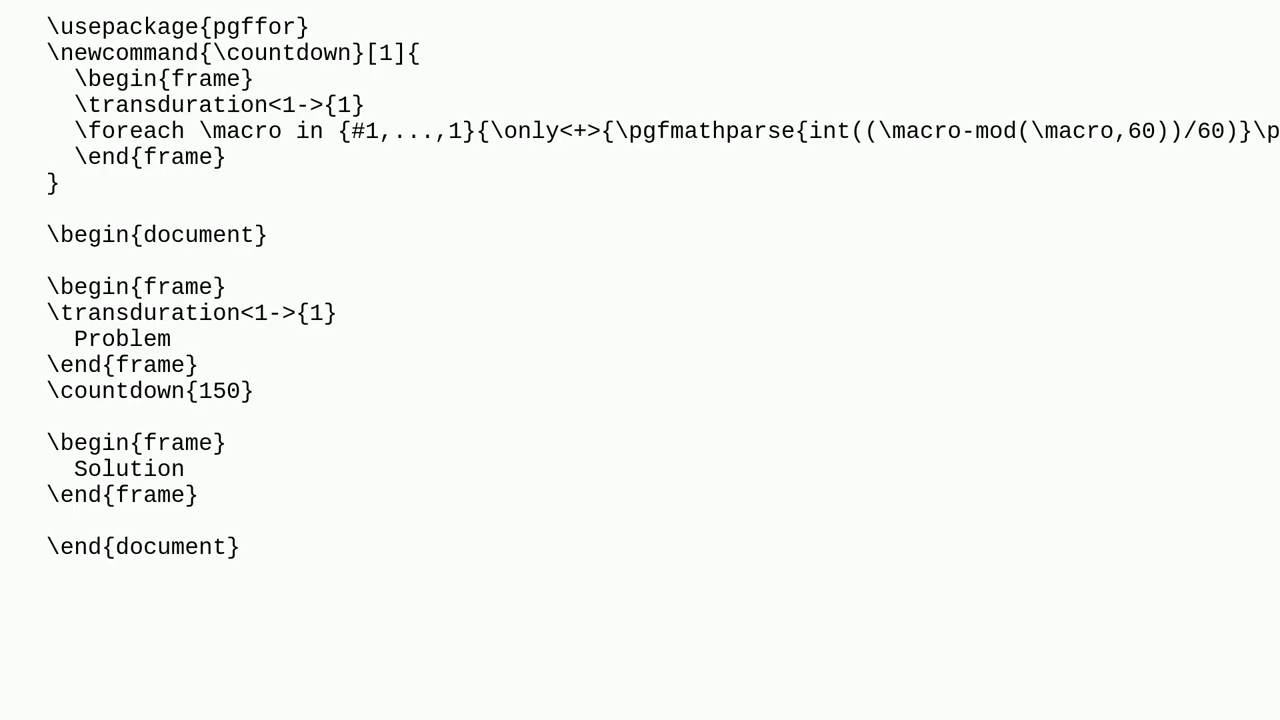 \usepackage{pgffor}
\newcommand{\countdown}[1]{
  \begin{frame}
  \transduration<1->{1}
  \foreach \macro in {#1,...,1}{\only<+>{\pgfmathparse{int((\macro-mod(\macro,60))/60)}\p
  \end{frame}
}

\begin{document}

\begin{frame}
\transduration<1->{1}
  Problem
\end{frame}
\countdown{150}

\begin{frame}
  Solution
\end{frame}

\end{document}